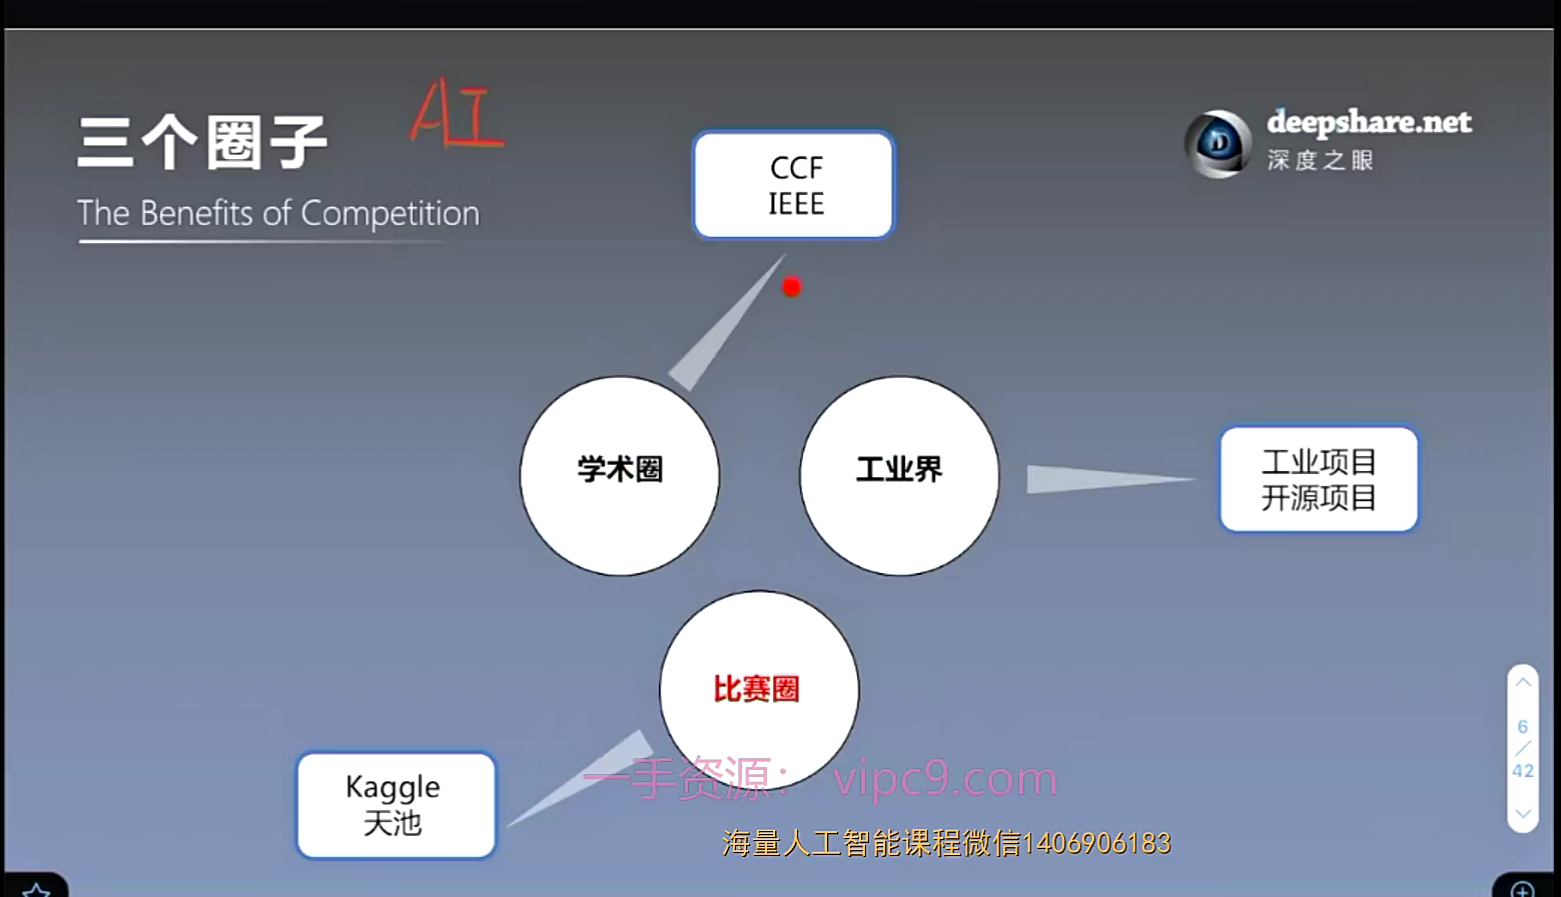 三个圈子
AI
The Benefits of Competition
deepshare.net
深度之眼
CCF
IEEE
学术圈
工业界
工业项目
开源项目
比赛圈
Kaggle
天池
6
42
一手资源： vipc9.com
海量人工智能课程微信1406906183